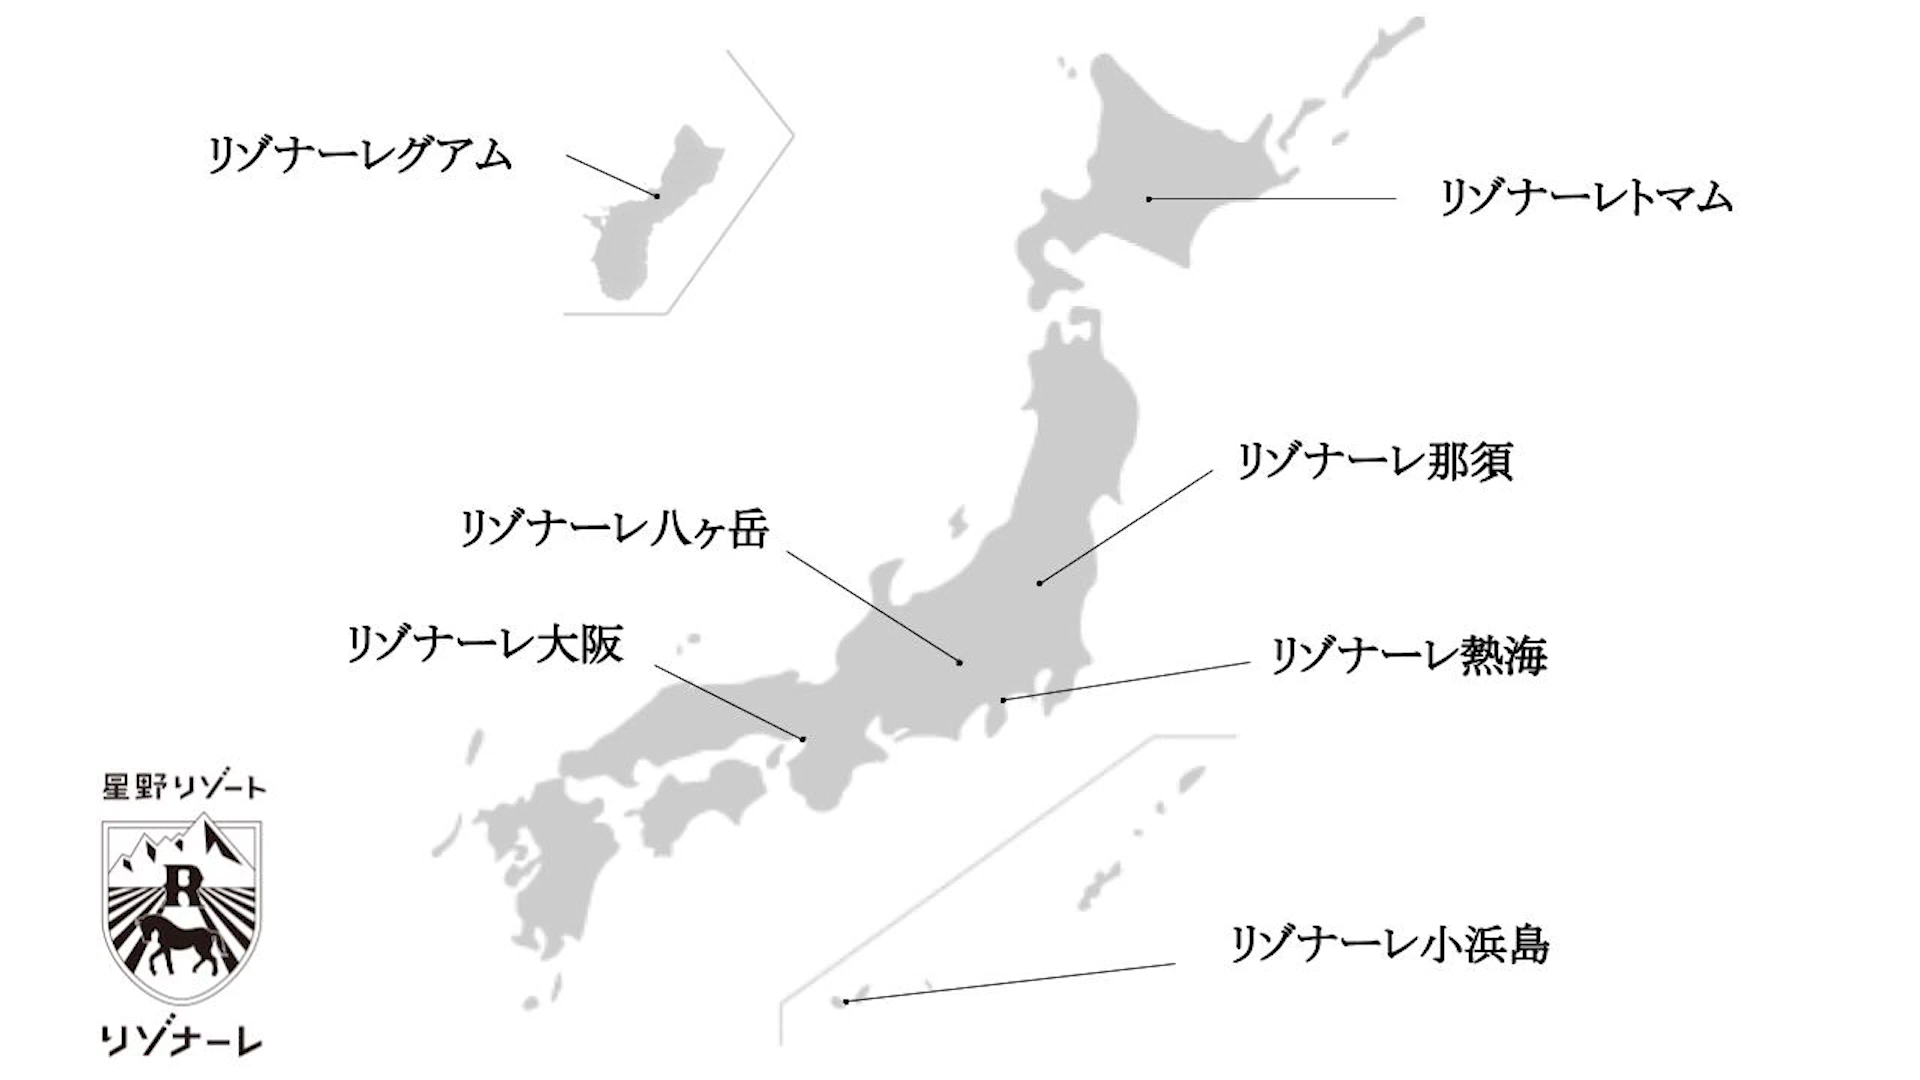 リゾナーレグアム
リゾナーレトマム
リゾナーレ那須
リゾナーレ八ヶ岳
リゾナーレ大阪
リゾナーレ熱海
リゾナーレ小浜島
星野リゾート
R
リゾナーレ